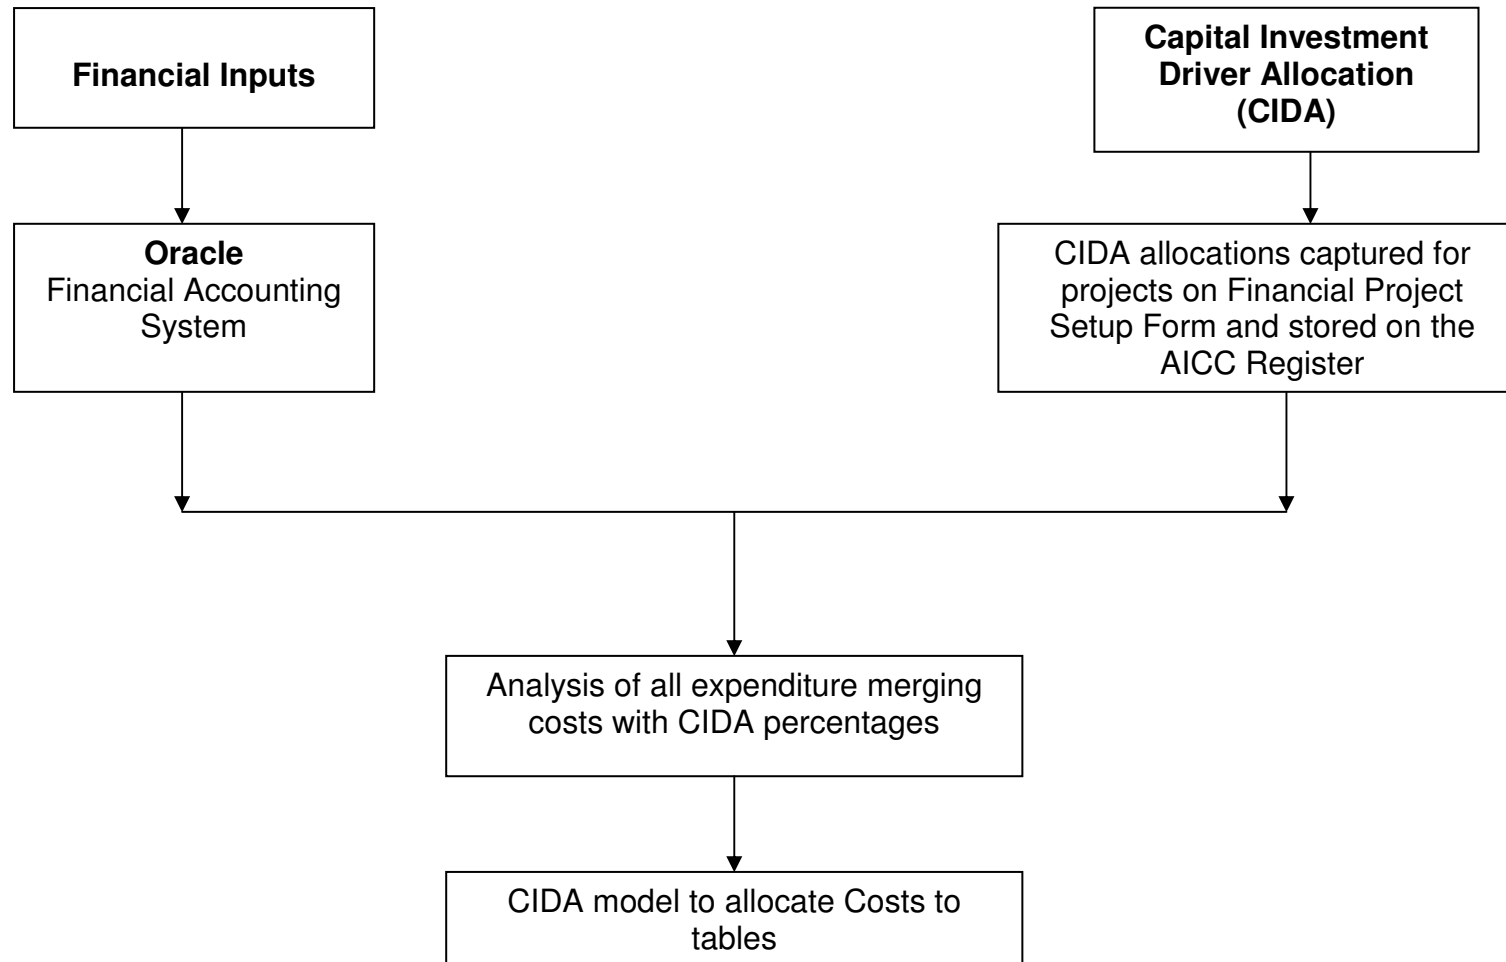 Financial Inputs
Capital Investment
Driver Allocation
(CIDA)
Oracle
Financial Accounting
System
CIDA allocations captured for
projects on Financial Project
Setup Form and stored on the
AICC Register
Analysis of all expenditure merging
costs with CIDA percentages
CIDA model to allocate Costs to
tables